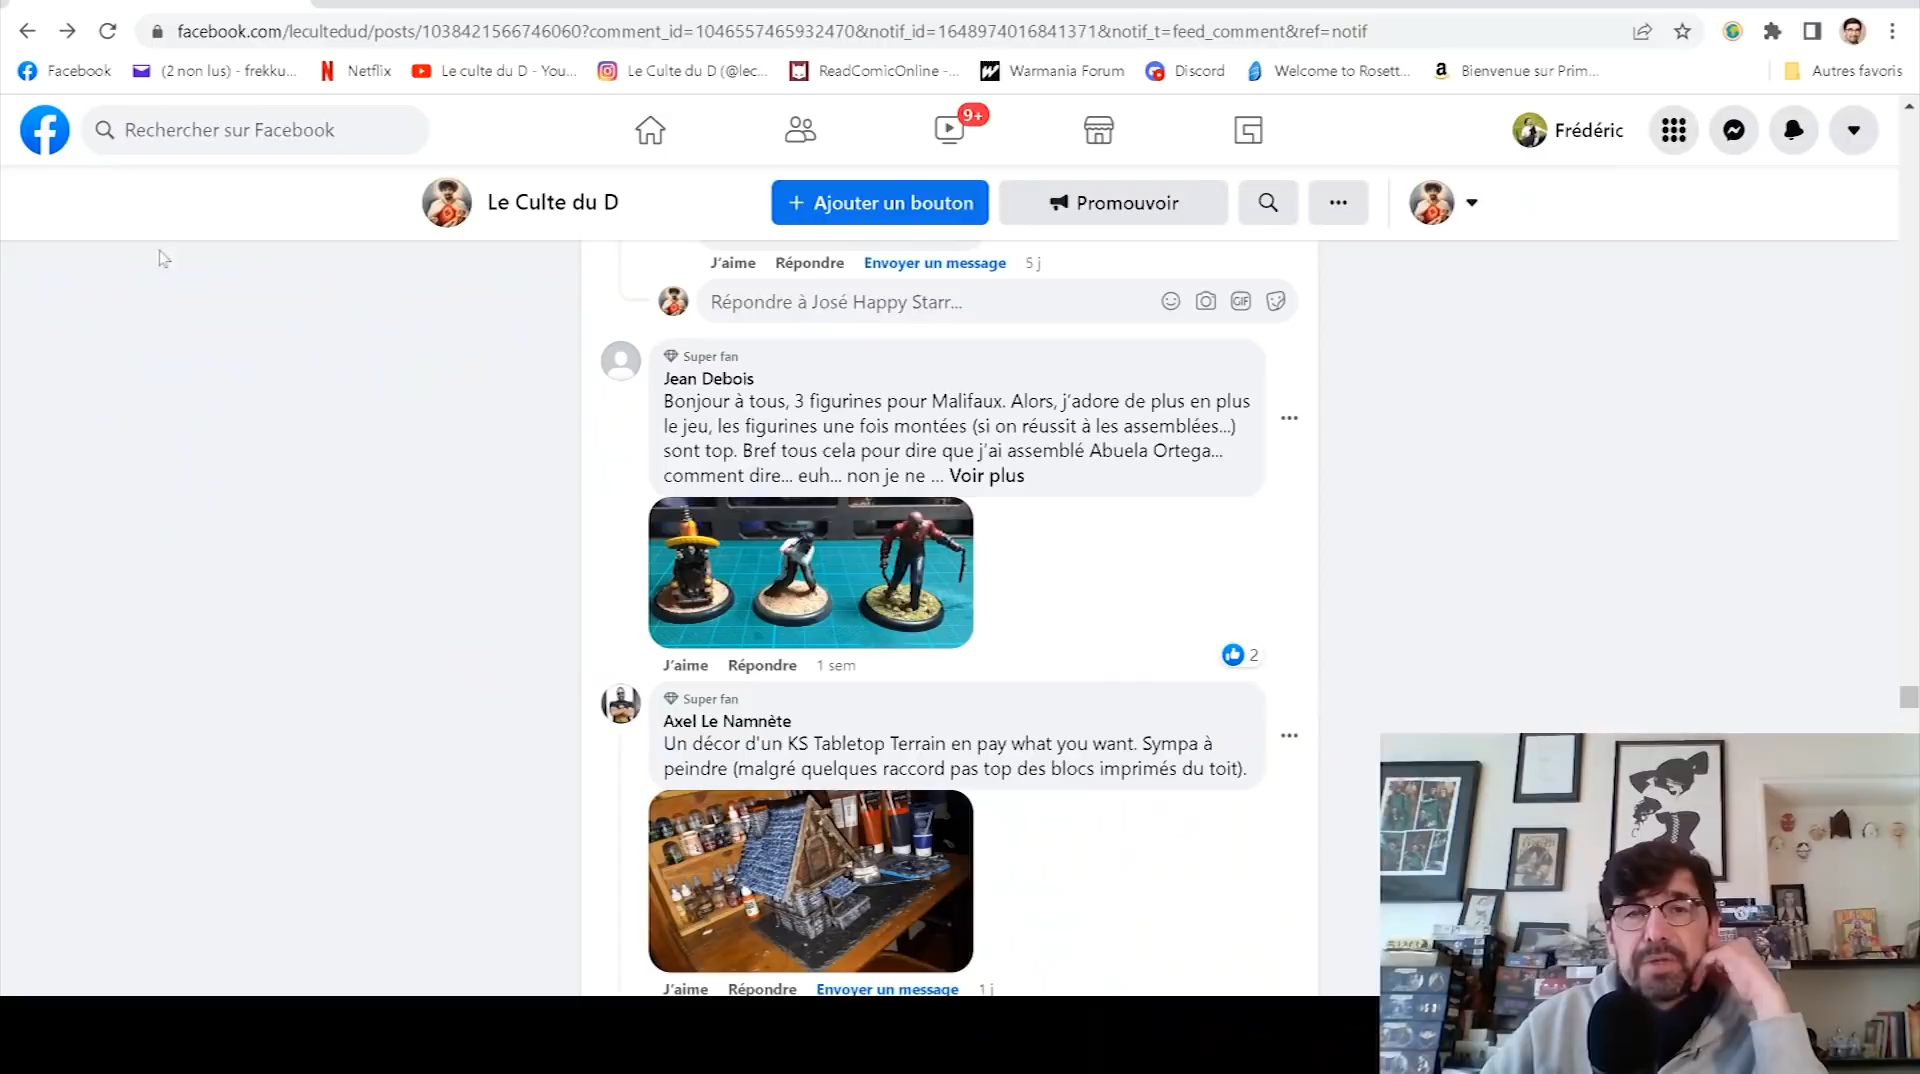 facebook.com/lecultedud/posts/1038421566746060?comment_id=1046557465932470&notif_id=1648974016841371&notif_t=feed_comment&ref=notif
Facebook
(2 non lus) - frekku...
Netflix
Le culte du D - You...
Le Culte du D (@lec...
ReadComicOnline -...
Warmania Forum
Discord
Welcome to Rosett...
Bienvenue sur Prim...
Autres favoris
Rechercher sur Facebook
9+
Frédéric
Le Culte du D
+ Ajouter un bouton
Promouvoir
J'aime Répondre Envoyer un message 5 j
Répondre à José Happy Starr...
GIF
Super fan
Jean Debois
Bonjour à tous, 3 figurines pour Malifaux. Alors, j'adore de plus en plus
le jeu, les figurines une fois montées (si on réussit à les assemblées...)
sont top. Bref tous cela pour dire que j'ai assemblé Abuela Ortega...
comment dire... euh... non je ne ... Voir plus
J'aime Répondre 1 sem
2
Super fan
Axel Le Namnète
Un décor d'un KS Tabletop Terrain en pay what you want. Sympa à
peindre (malgré quelques raccord pas top des blocs imprimés du toit).
J'aime Répondre Envoyer un message 1 j